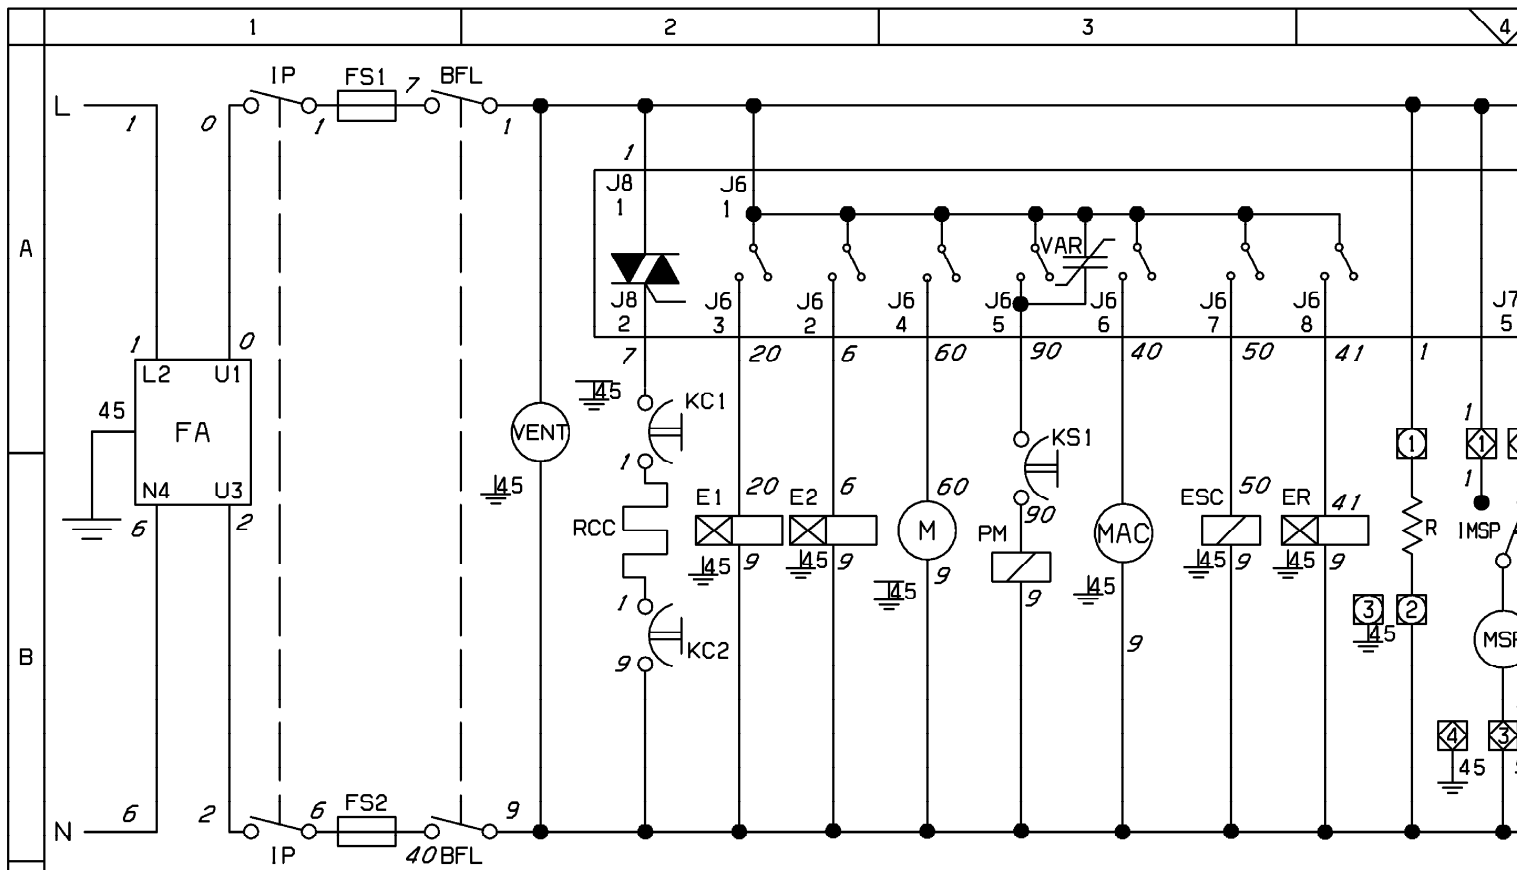 1 2 3 4
IP FS1 7 BFL
L 1 0 1 1
1
J8 J6
1 1
A
VAR
J8 J6 J6 J6 J6 J6 J6 J6 J7
2 3 2 4 5 6 7 8 5
1 0 7 20 6 60 90 40 50 41 1
L2 U1
45 45 KC1
FA VENT 1
KS1 1 1
N4 U3 1
6 2 45 E1 20 E2 6 60 90 ESC 50 ER 41 1
RCC M PM MAC R IMSP
45 9 45 9 9 45 9 45 9
45 9 45
1 3 2
45
KC2 9 MSP
B
9
4 3
45
6 2 6 FS2 9
N
IP 40 BFL